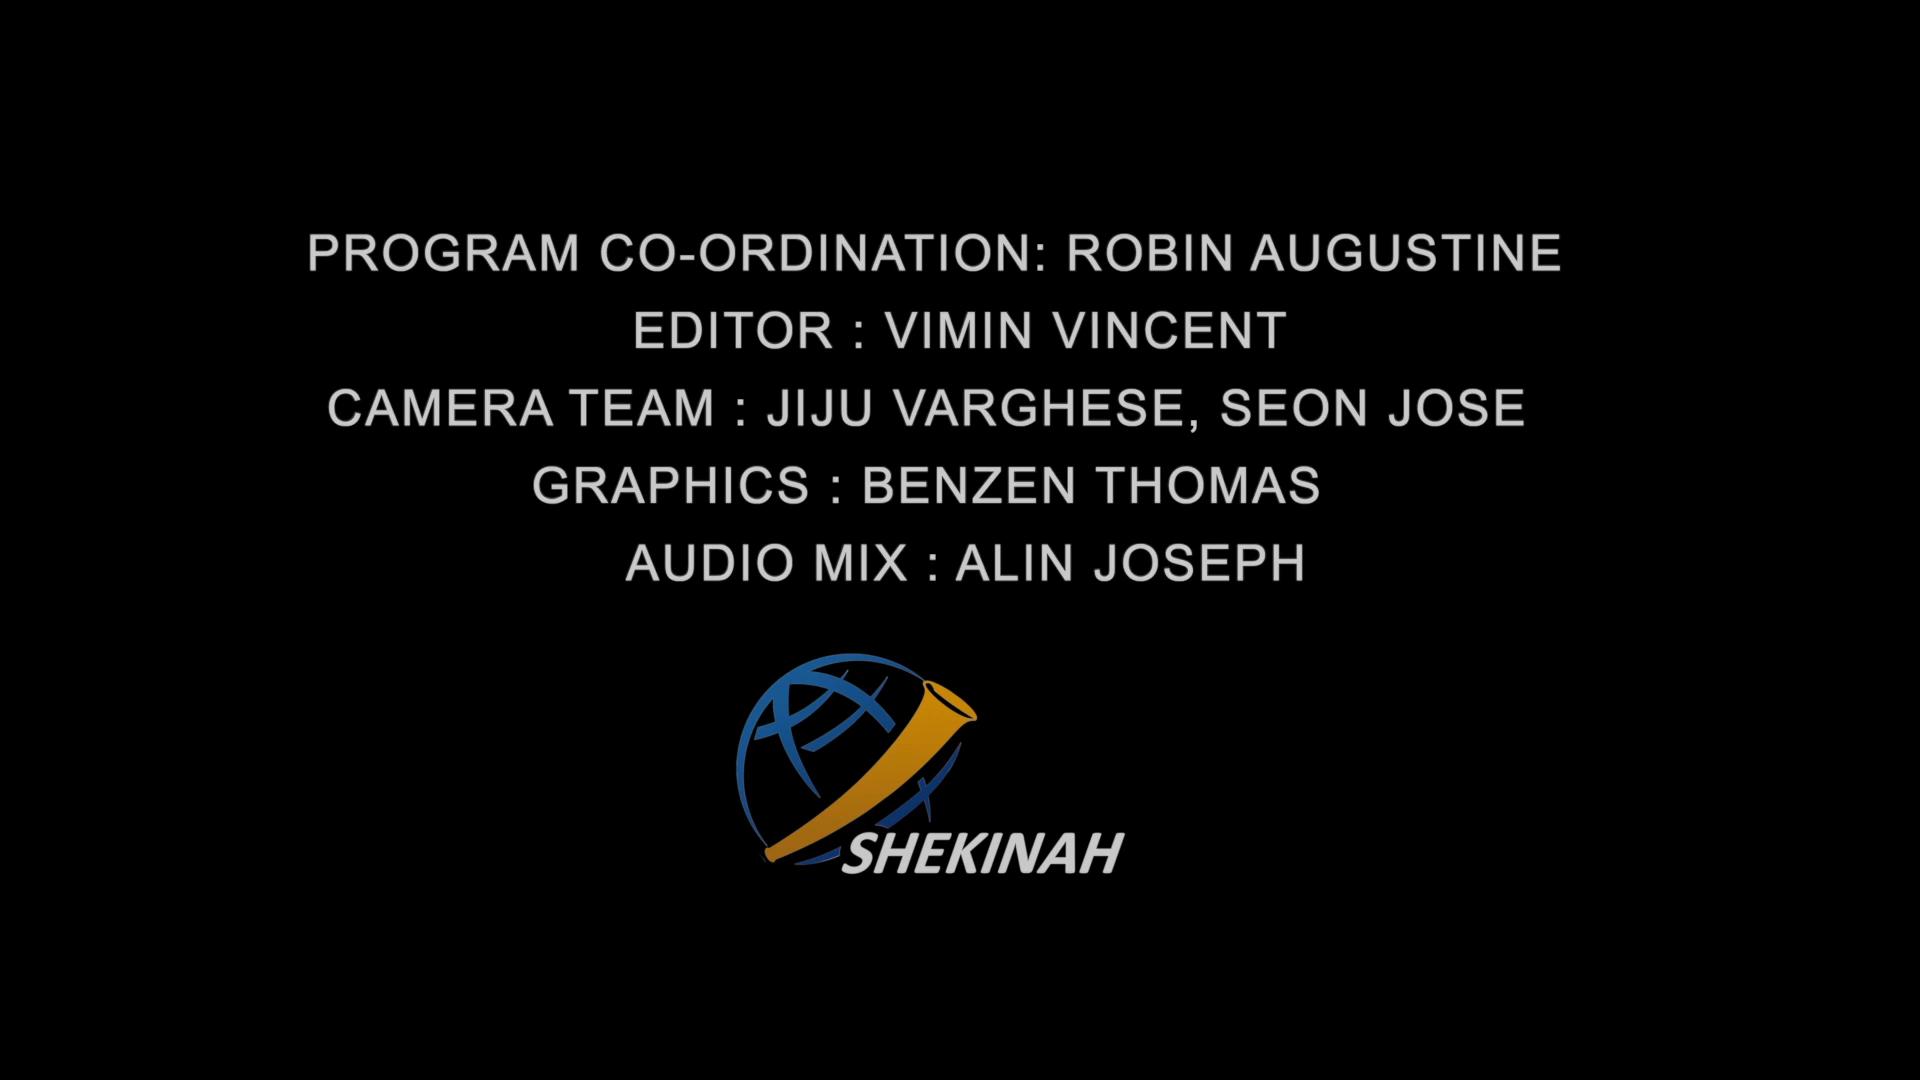 PROGRAM CO-ORDINATION: ROBIN AUGUSTINE
EDITOR : VIMIN VINCENT
CAMERA TEAM : JIJU VARGHESE, SEON JOSE
GRAPHICS : BENZEN THOMAS
AUDIO MIX : ALIN JOSEPH
SHEKINAH